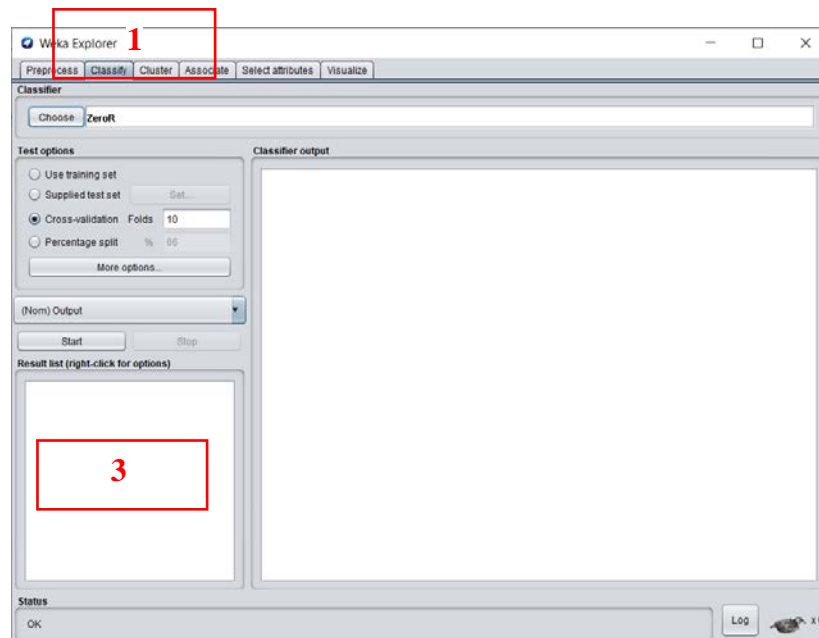 Weka Explorer
1
Preprocess Classify Cluster Associate Select attributes Visualize
Classifier
Choose ZeroR
Test options
Use training set
Supplied test set Set...
Cross-validation Folds 10
Percentage split % 66
More options...
(Nom) Output
Start Stop
Result list (right-click for options)
3
Classifier output
Status
OK
Log